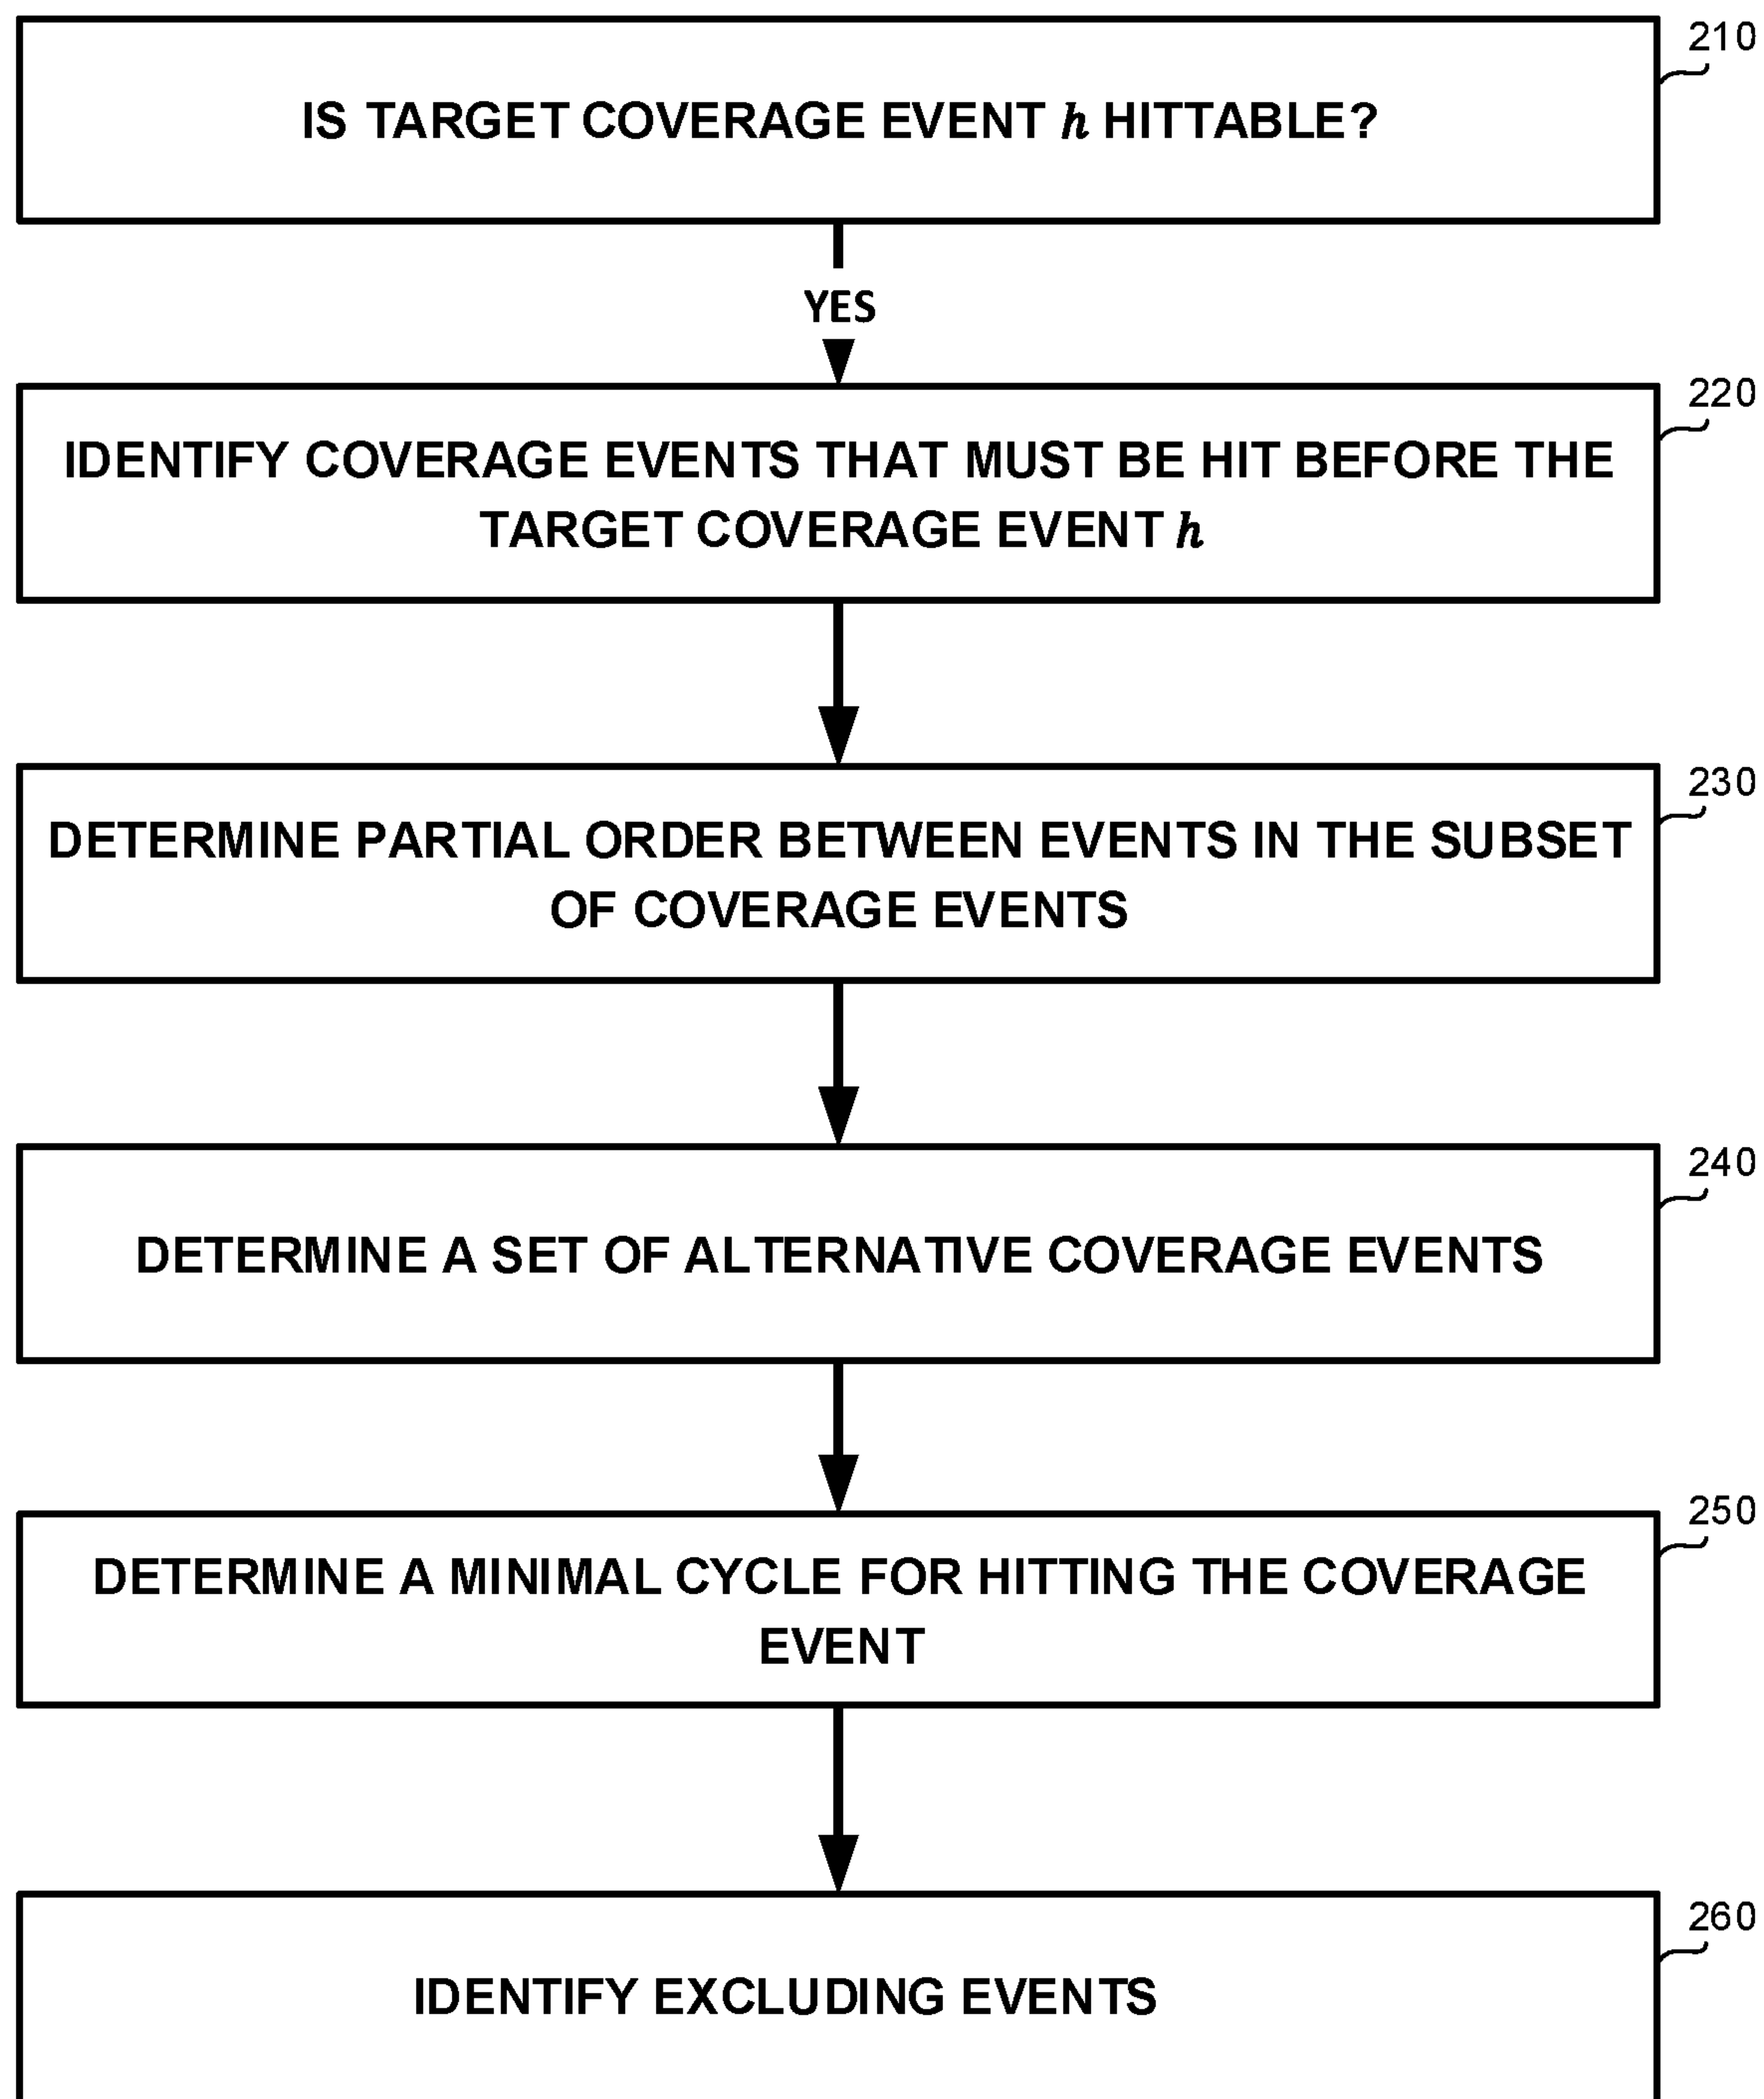 210
IS TARGET COVERAGE EVENT h HITTABLE?
YES
220
IDENTIFY COVERAGE EVENTS THAT MUST BE HIT BEFORE THE
TARGET COVERAGE EVENT h
230
DETERMINE PARTIAL ORDER BETWEEN EVENTS IN THE SUBSET
OF COVERAGE EVENTS
240
DETERMINE A SET OF ALTERNATIVE COVERAGE EVENTS
250
DETERMINE A MINIMAL CYCLE FOR HITTING THE COVERAGE
EVENT
260
IDENTIFY EXCLUDING EVENTS